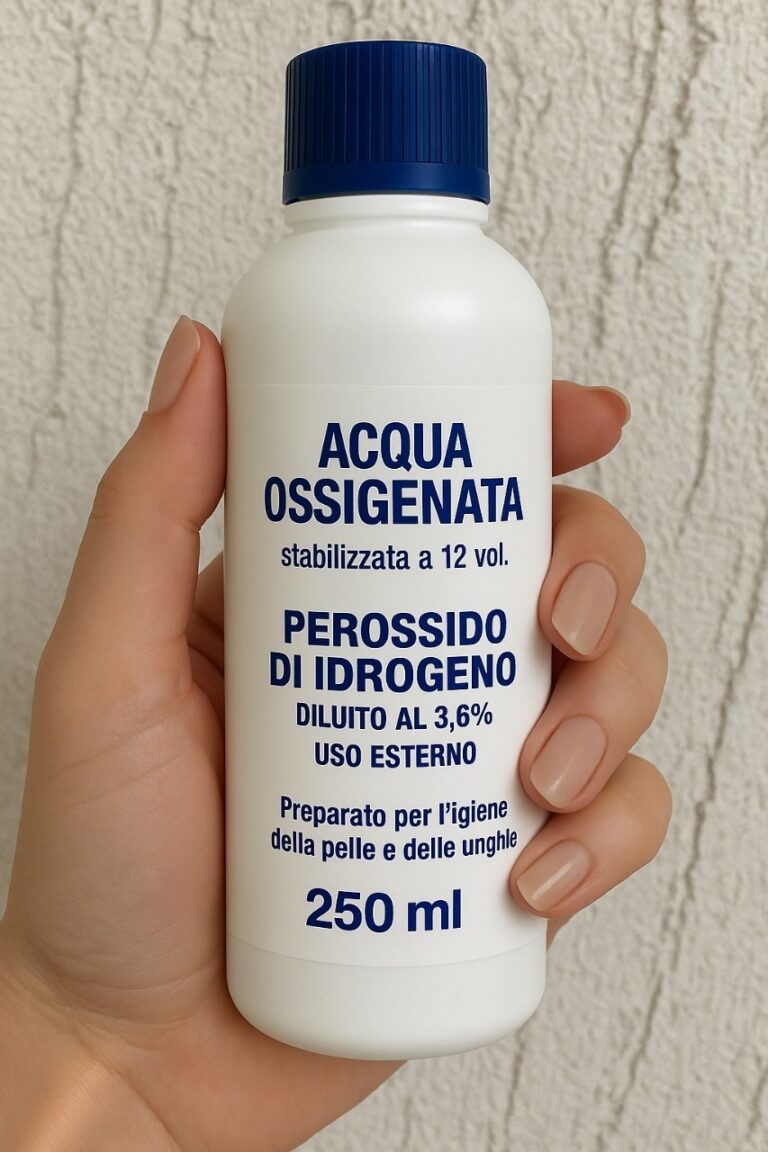 ACQUA
OSSIGENATA
stabilizzata a 12 vol.
PEROSSIDO
DI IDROGENO
DILUITO AL 3,6%
USO ESTERNO
Preparato per l'igiene
della pelle e delle unghie
250 ml